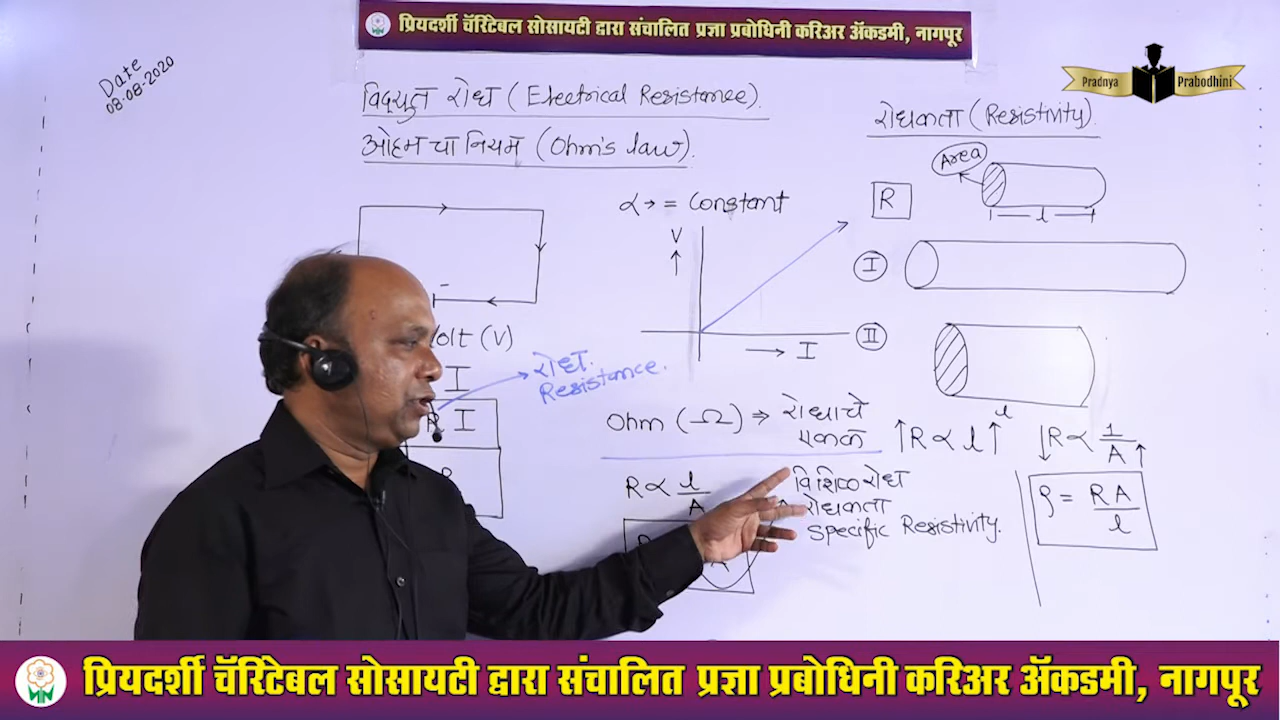 प्रियदर्शी चॅरिटेबल सोसायटी द्वारा संचालित प्रज्ञा प्रबोधिनी करिअर ॲकडमी, नागपूर
Pradnya Prabodhini
Date
08-08-2020
विद्युत रोध (Electrical Resistance).
ओहम चा नियम (Ohm's law).
रोधकता (Resistivity).
Area
l
R
α → = Constant
V
I
I
II
olt (V)
I
I
रोध.
Resistance.
Ohm (Ω) ⇒ रोधाचे
एकक
↑R α l↑
l
↓R α 1/A↑
R α l/A
विशिष्ठ रोध
रोधकता
Specific Resistivity.
ρ = RA/l
प्रियदर्शी चॅरिटेबल सोसायटी द्वारा संचालित प्रज्ञा प्रबोधिनी करिअर ॲकडमी, नागपूर